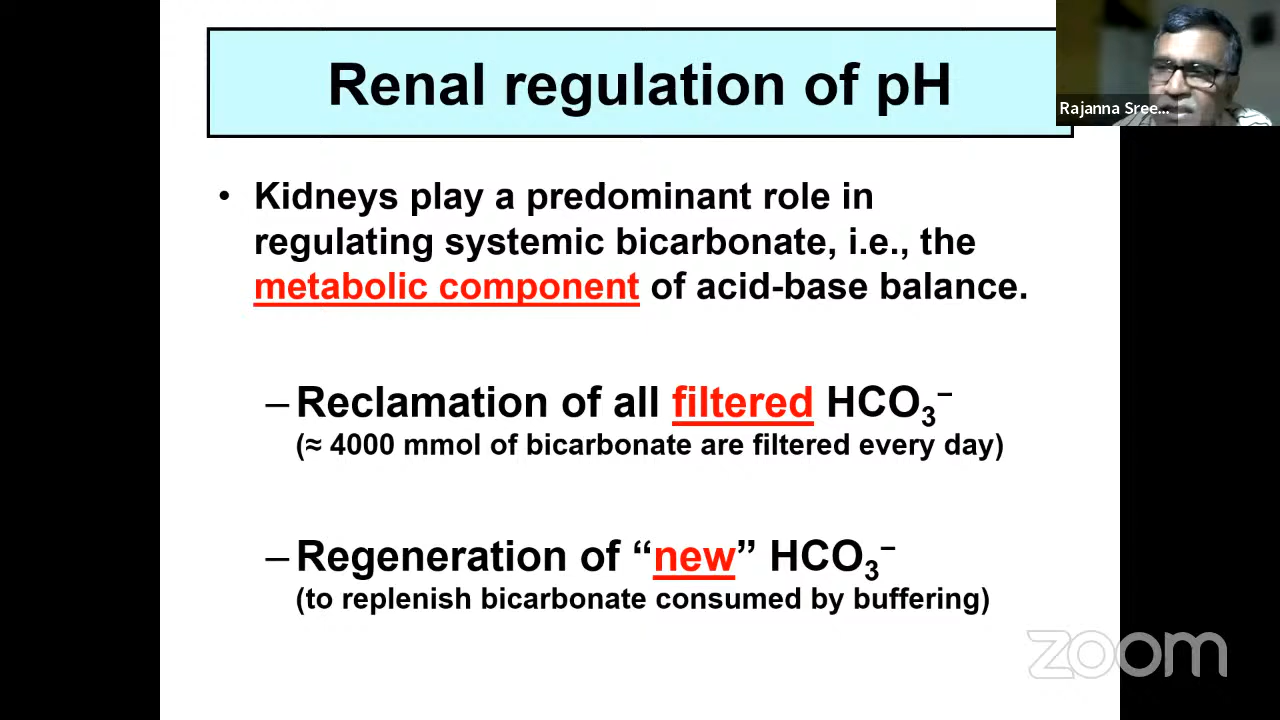 Renal regulation of pH
Rajanna Sree...
• Kidneys play a predominant role in
regulating systemic bicarbonate, i.e., the
metabolic component of acid-base balance.
– Reclamation of all filtered HCO₃⁻
(≈ 4000 mmol of bicarbonate are filtered every day)
– Regeneration of “new” HCO₃⁻
(to replenish bicarbonate consumed by buffering)
zoom